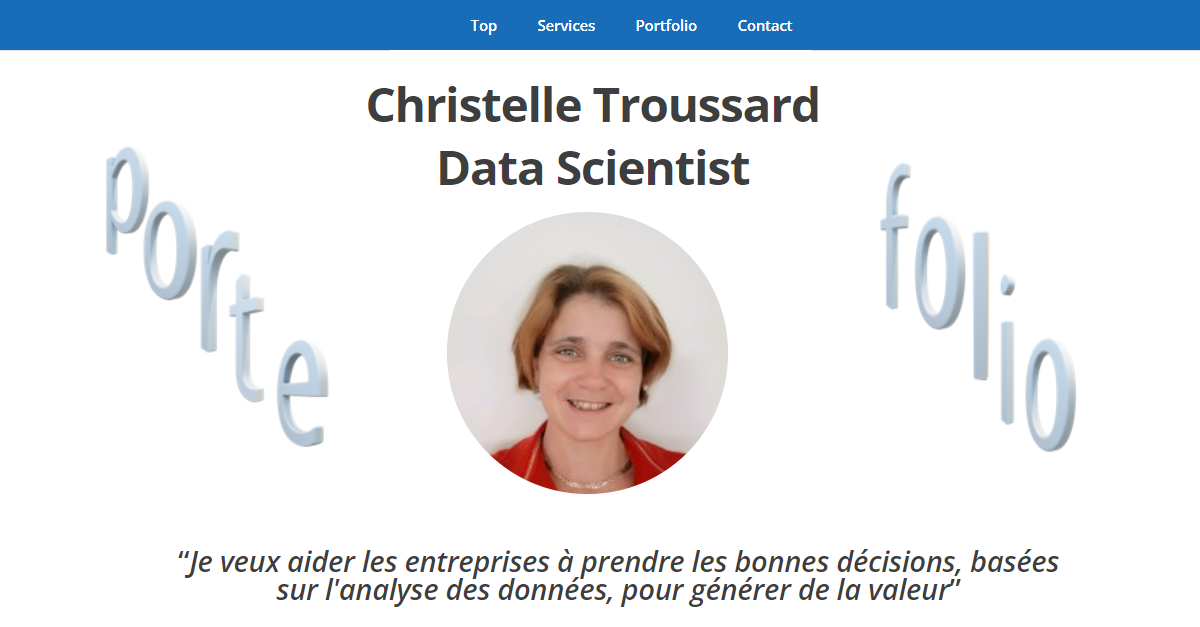 Top Services Portfolio Contact
Christelle Troussard
Data Scientist
porte
folio
“Je veux aider les entreprises à prendre les bonnes décisions, basées
sur l'analyse des données, pour générer de la valeur”